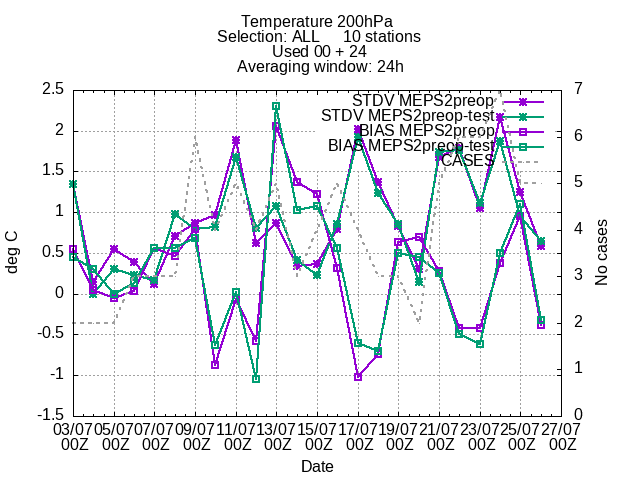 Temperature 200hPa
Selection: ALL 10 stations
Used 00 + 24
Averaging window: 24h
STDV MEPS2preop
STDV MEPS2preop-test
BIAS MEPS2preop
BIAS MEPS2preop-test
CASES
deg C
2.5
2
1.5
1
0.5
0
-0.5
-1
-1.5
No cases
7
6
5
4
3
2
1
0
03/07 05/07 07/07 09/07 11/07 13/07 15/07 17/07 19/07 21/07 23/07 25/07 27/07
00Z 00Z 00Z 00Z 00Z 00Z 00Z 00Z 00Z 00Z 00Z 00Z 00Z
Date